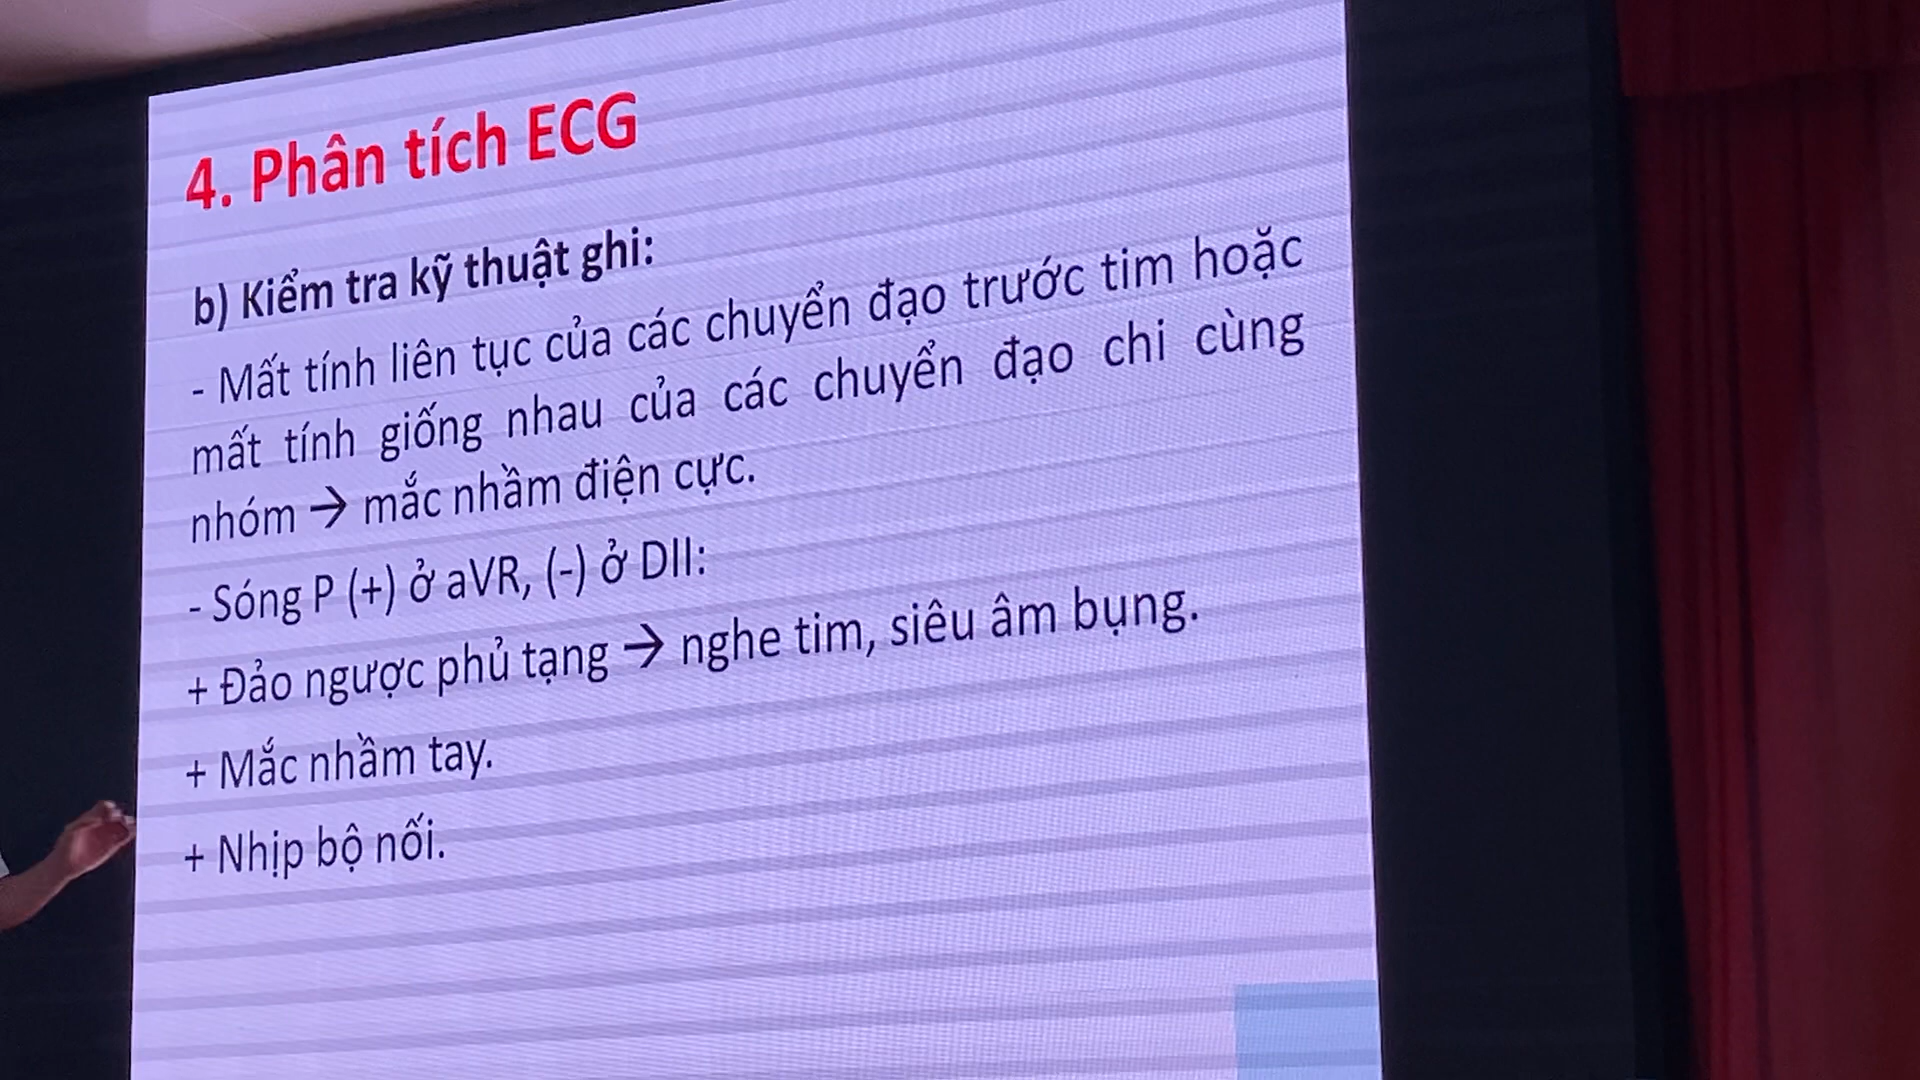 4. Phân tích ECG
b) Kiểm tra kỹ thuật ghi:
- Mất tính liên tục của các chuyển đạo trước tim hoặc
mất tính giống nhau của các chuyển đạo chi cùng
nhóm → mắc nhầm điện cực.
- Sóng P (+) ở aVR, (-) ở DII:
+ Đảo ngược phủ tạng → nghe tim, siêu âm bụng.
+ Mắc nhầm tay.
+ Nhịp bộ nối.